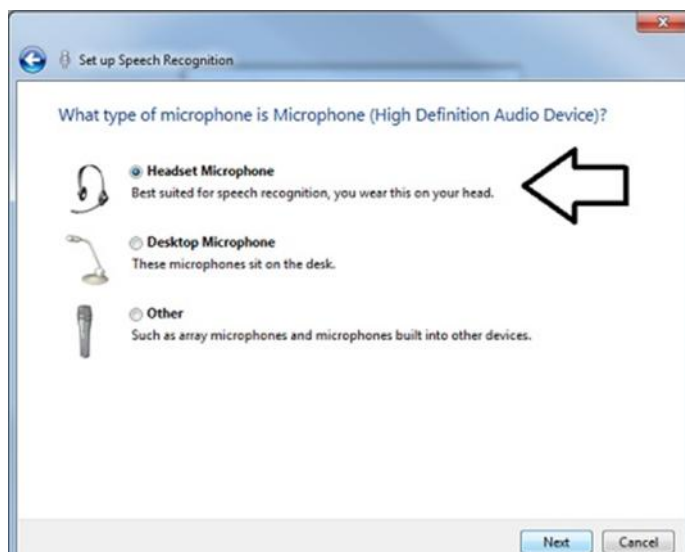 Set up Speech Recognition
What type of microphone is Microphone (High Definition Audio Device)?
Headset Microphone
Best suited for speech recognition, you wear this on your head.
Desktop Microphone
These microphones sit on the desk.
Other
Such as array microphones and microphones built into other devices.
Next Cancel